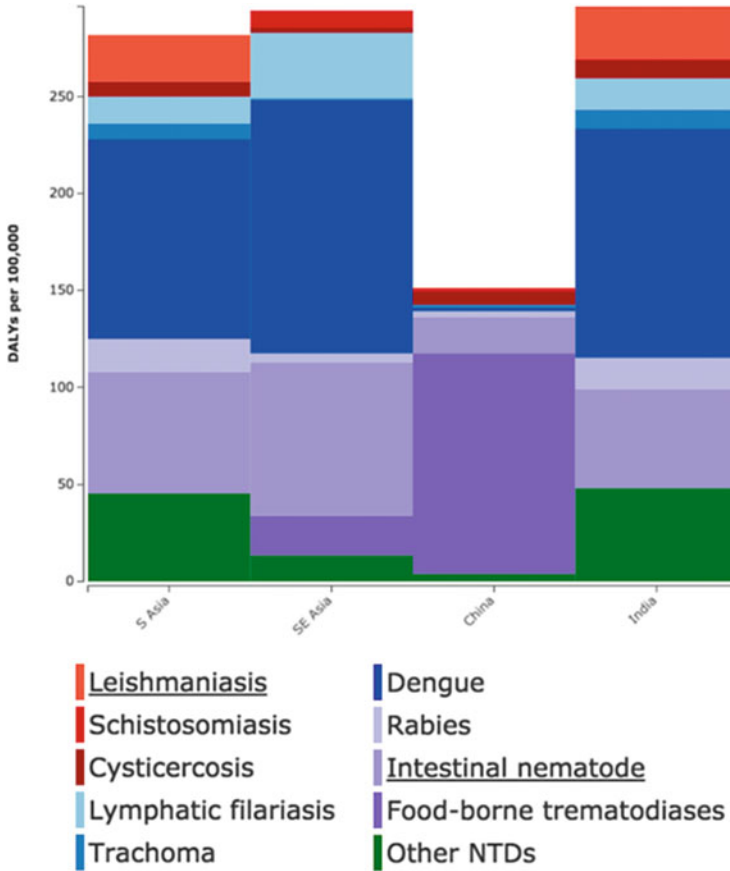 250
200
150
100
50
0
DALYs per 100,000
S Asia
SE Asia
China
India
Leishmaniasis
Schistosomiasis
Cysticercosis
Lymphatic filariasis
Trachoma
Dengue
Rabies
Intestinal nematode
Food-borne trematodiases
Other NTDs